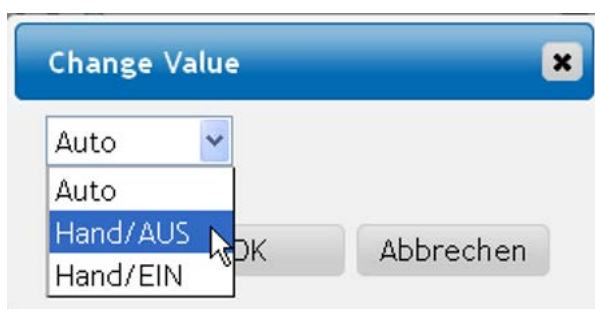 Change Value
Auto
Auto
Hand/AUS
OK Abbrechen
Hand/EIN